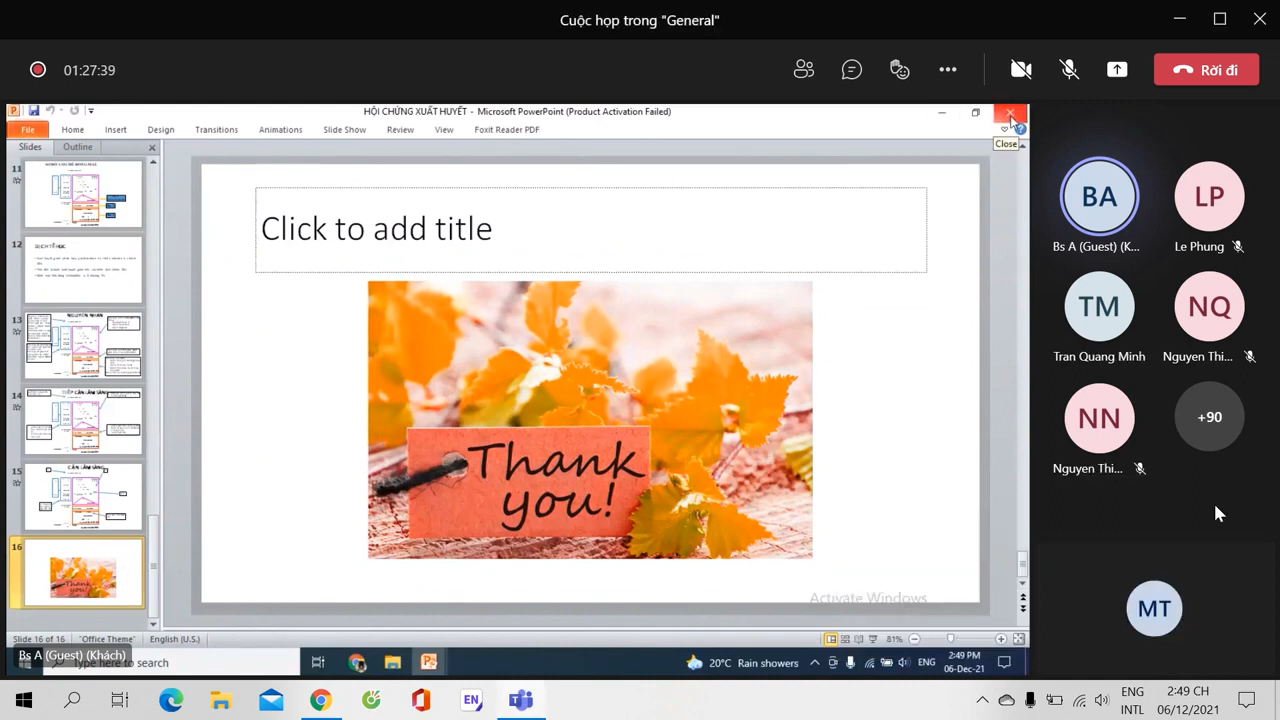 Cuộc họp trong "General"
01:27:39
Rời đi
HỘI CHỨNG XUẤT HUYẾT - Microsoft PowerPoint (Product Activation Failed)
File Home Insert Design Transitions Animations Slide Show Review View Foxit Reader PDF
Close
Slides Outline
11
12
13
NGUYÊN NHÂN
14
15
16
Click to add title
Thank
you!
Activate Windows
Slide 16 of 16 "Office Theme" English (U.S.) 81%
Bs A (Guest) (Khách)
Type here to search
20°C Rain showers ENG 2:49 PM
06-Dec-21
BA
Bs A (Guest) (K...
LP
Le Phung
TM
Tran Quang Minh
NQ
Nguyen Thi...
NN
Nguyen Thi...
+90
MT
EN
ENG
INTL
2:49 CH
06/12/2021